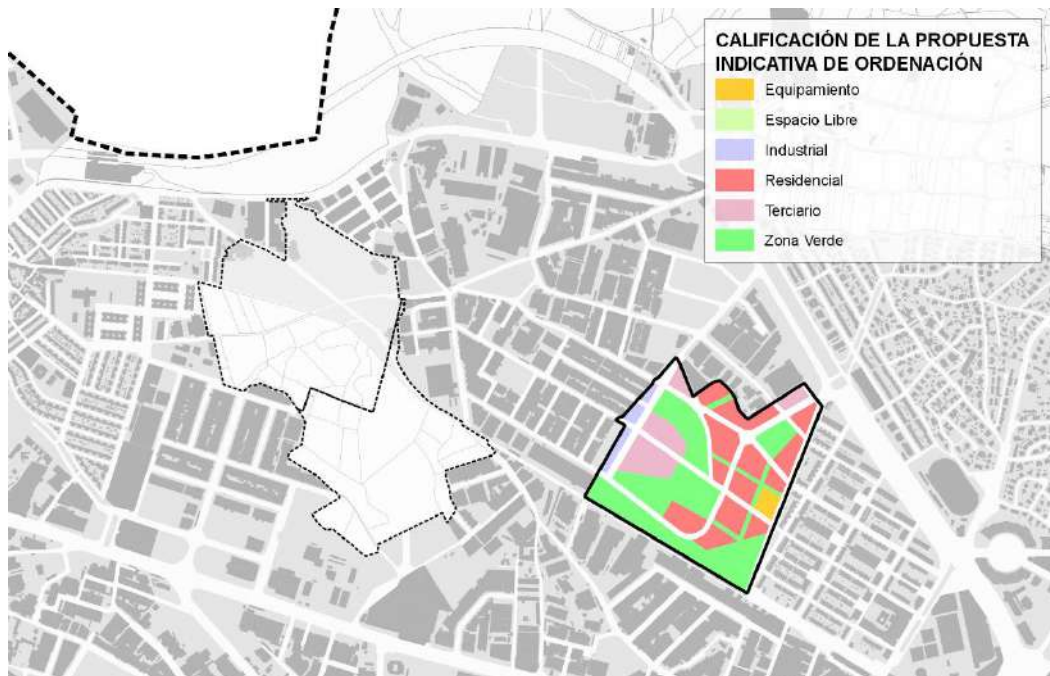 CALIFICACIÓN DE LA PROPUESTA
INDICATIVA DE ORDENACIÓN
Equipamiento
Espacio Libre
Industrial
Residencial
Terciario
Zona Verde